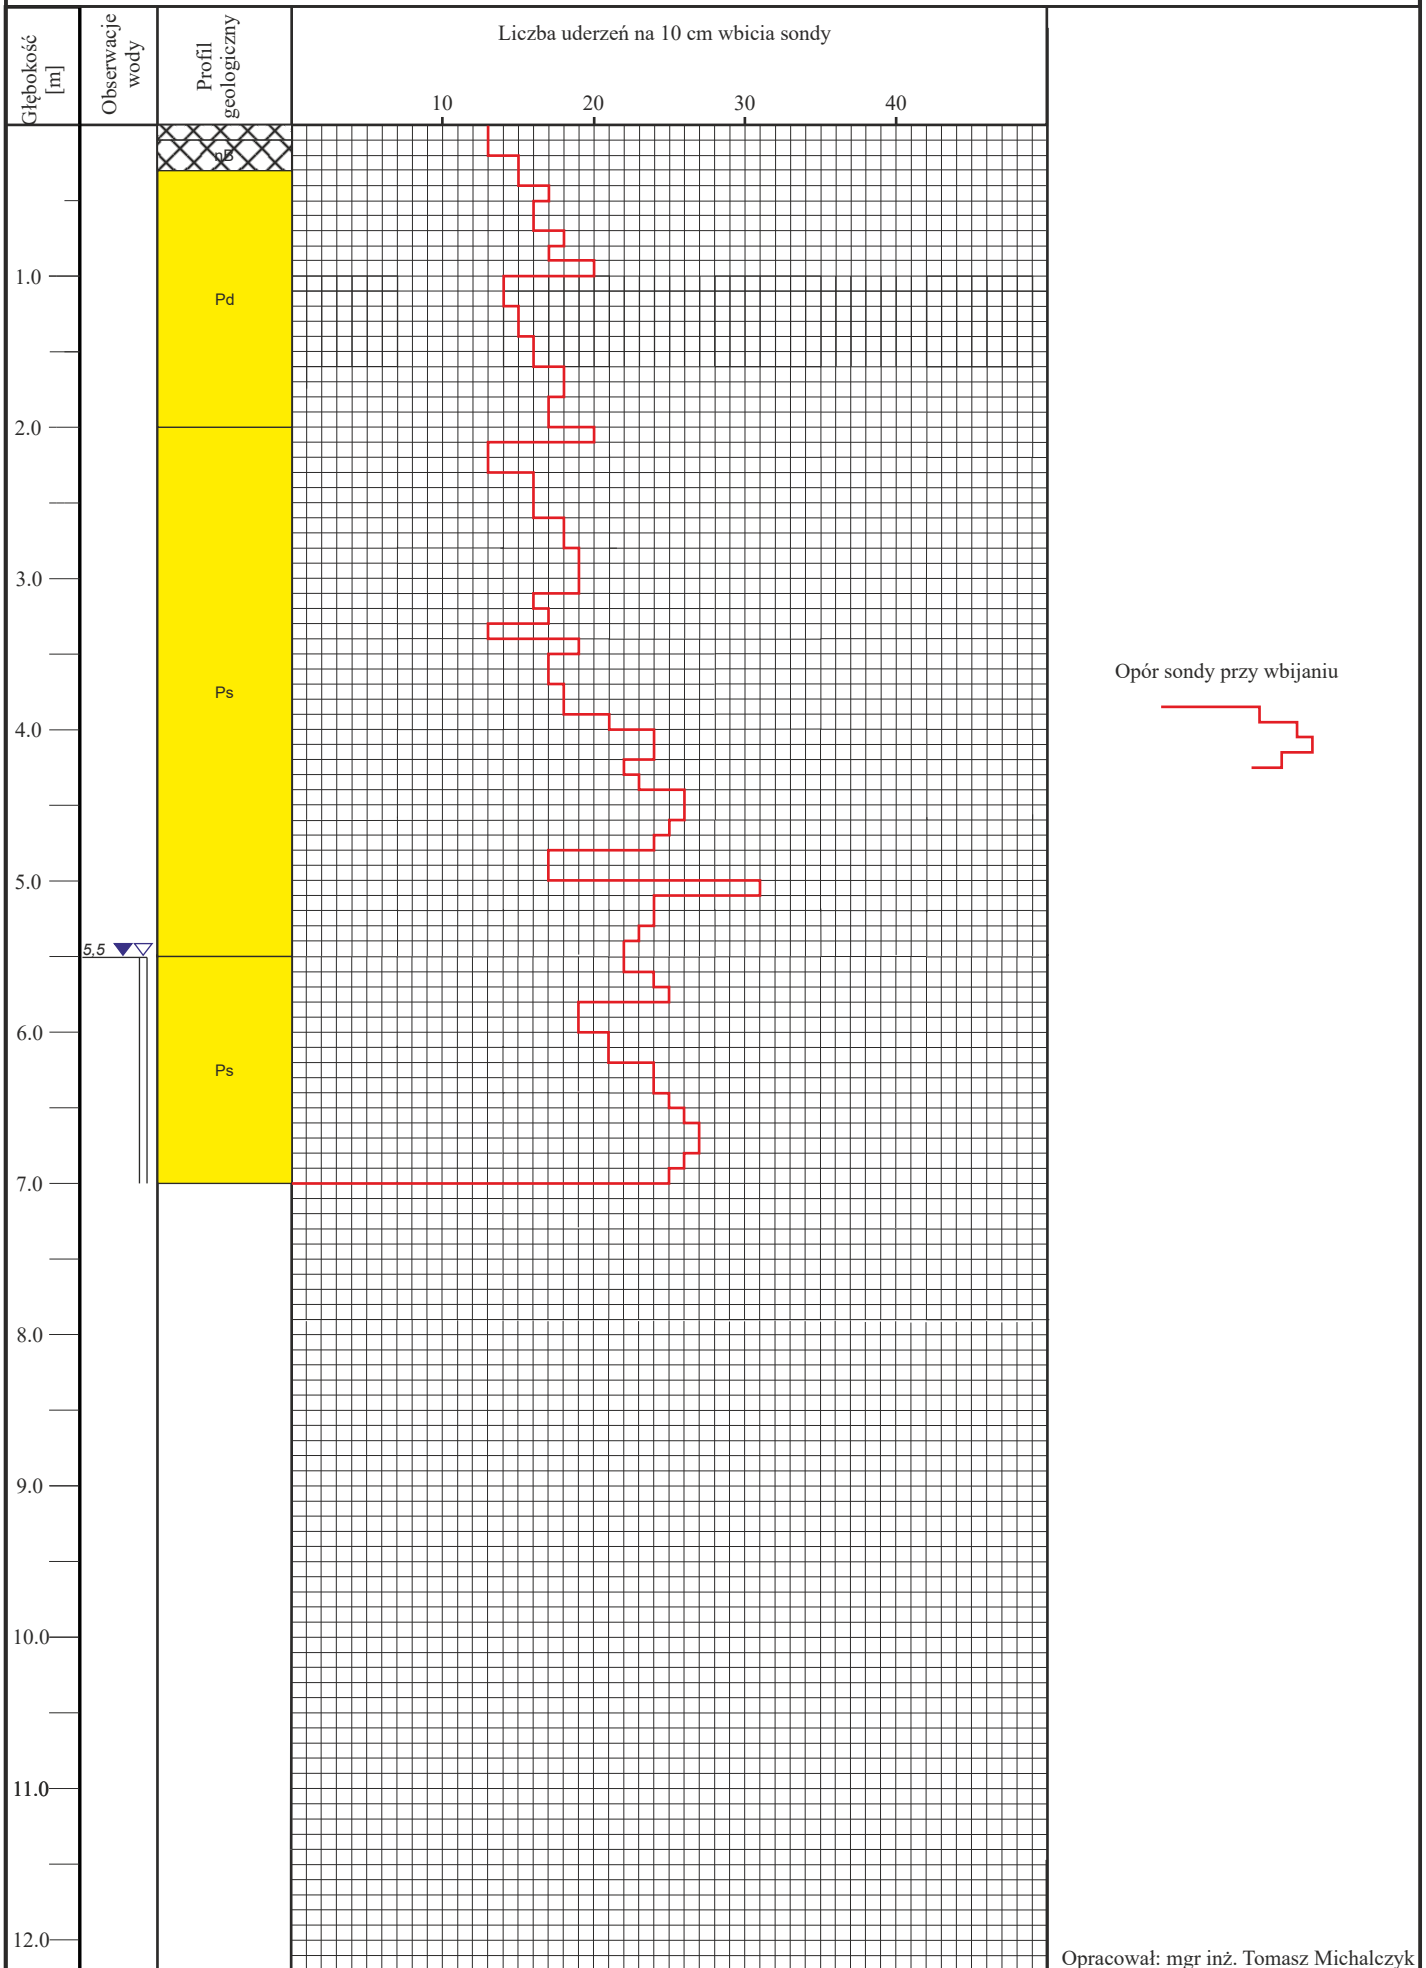 Głębokość
[m]
Obserwacje
wody
Profil
geologiczny
Liczba uderzeń na 10 cm wbicia sondy
10 20 30 40
nB
1.0
Pd
2.0
3.0
Ps
Opór sondy przy wbijaniu
4.0
5.0
5,5
6.0
Ps
7.0
8.0
9.0
10.0
11.0
12.0
Opracował: mgr inż. Tomasz Michalczyk